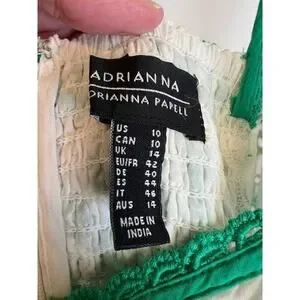 ADRIANNA
DRIANNA PAPELL
US 10
CAN 10
UK 14
EU/FR 42
DE 40
ES 44
IT 46
AUS 14
MADE IN
INDIA